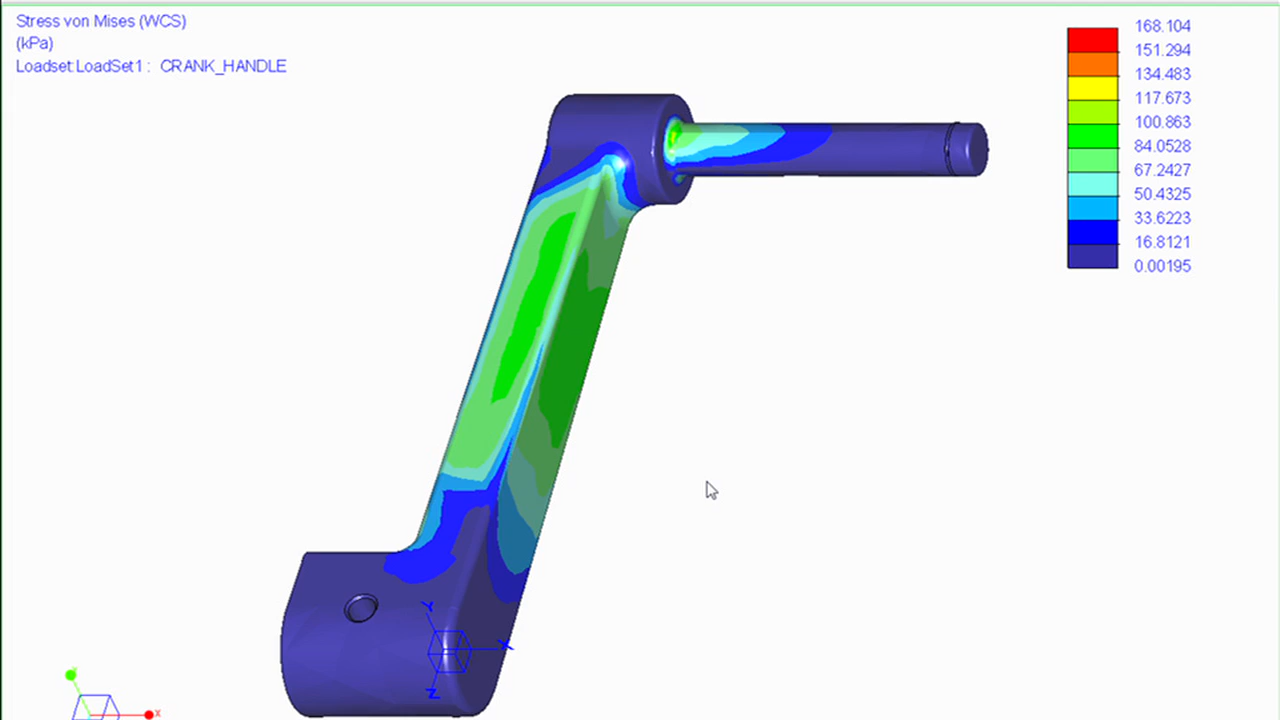 Stress von Mises (WCS)
(kPa)
Loadset:LoadSet1 : CRANK_HANDLE
168.104
151.294
134.483
117.673
100.863
84.0528
67.2427
50.4325
33.6223
16.8121
0.00195
Y
X
Z
x